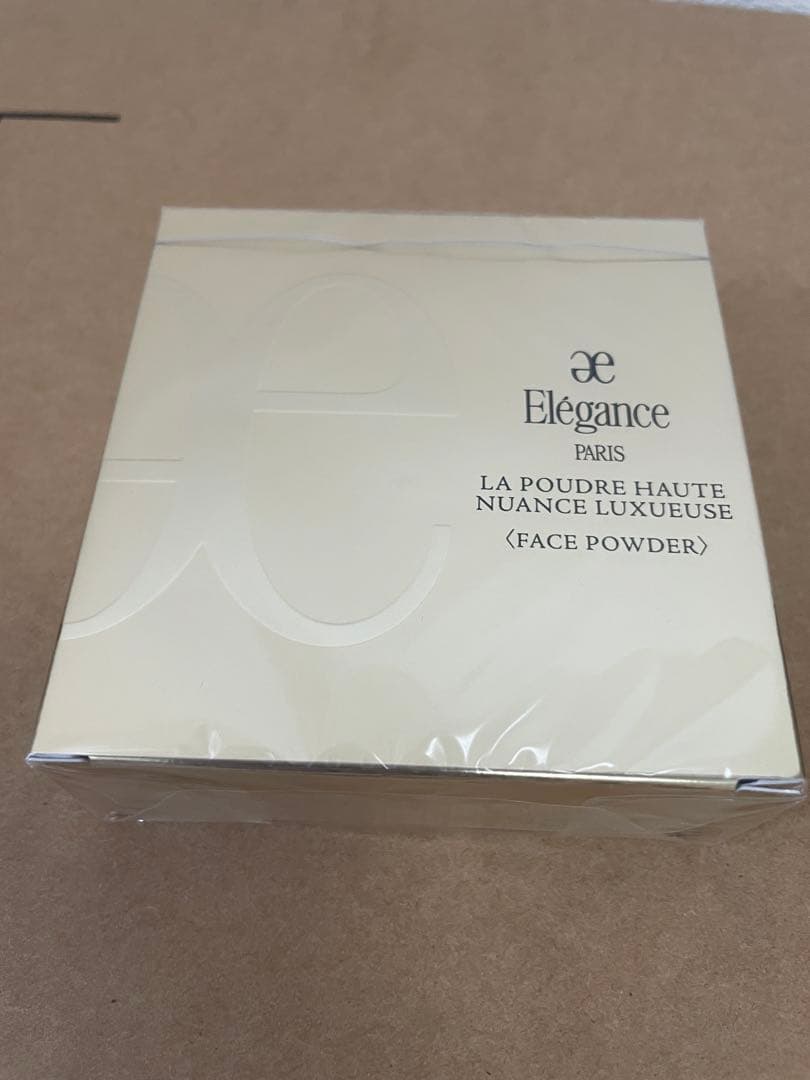 Elégance
PARIS
LA POUDRE HAUTE
NUANCE LUXUEUSE
〈FACE POWDER〉